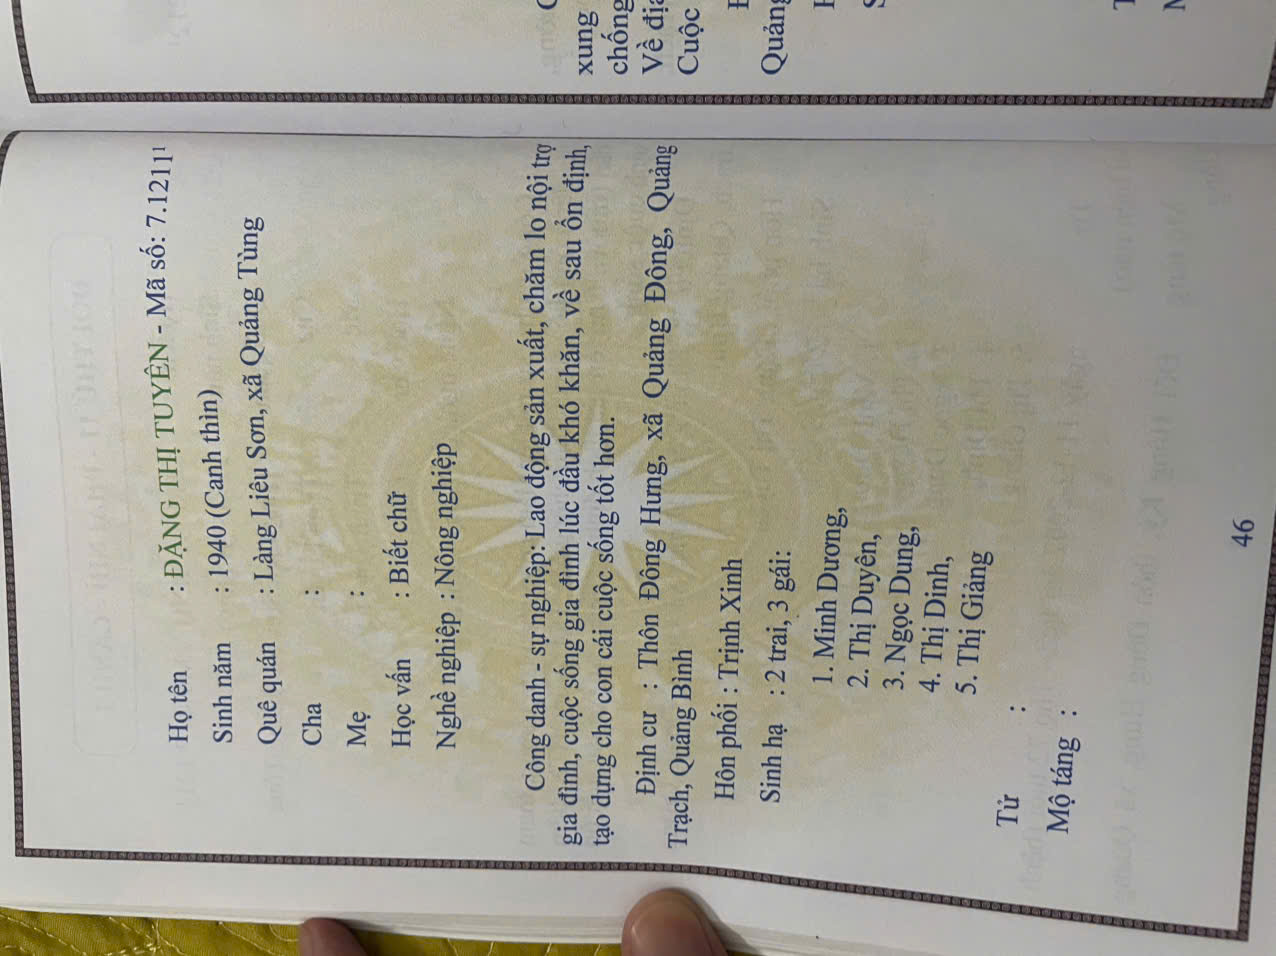 Họ tên : ĐẶNG THỊ TUYÊN - Mã số: 7.121]¹
Sinh năm : 1940 (Canh thìn)
Quê quán : Làng Liêu Sơn, xã Quảng Tùng
Cha :
Mẹ :
Học vấn : Biết chữ
Nghề nghiệp : Nông nghiệp
Công danh - sự nghiệp: Lao động sản xuất, chăm lo nội trợ
gia đình, cuộc sống gia đình lúc đầu khó khăn, về sau ổn định,
tạo dựng cho con cái cuộc sống tốt hơn.
Định cư : Thôn Đông Hưng, xã Quảng Đông, Quảng
Trạch, Quảng Bình
Hôn phối : Trịnh Xinh
Sinh hạ : 2 trai, 3 gái:
1. Minh Dương,
2. Thị Duyên,
3. Ngọc Dung,
4. Thị Dinh,
5. Thị Giảng
Tử :
Mộ táng :
46
xung
chống
Về địa
Cuộc
Quảng